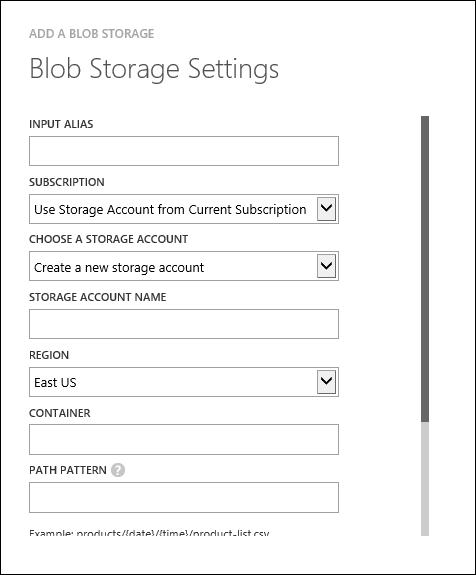 ADD A BLOB STORAGE
Blob Storage Settings
INPUT ALIAS
SUBSCRIPTION
Use Storage Account from Current Subscription
CHOOSE A STORAGE ACCOUNT
Create a new storage account
STORAGE ACCOUNT NAME
REGION
East US
CONTAINER
PATH PATTERN ?
Example: products/{date}/{time}/product-list.csv